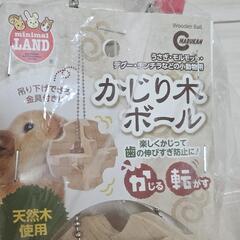 minimal
LAND
Wooden Ball
MARUKAN
うさぎ・モルモット・
デグー・チンチラなどの小動物用
吊り下げできる
金具付き!
かじり木
ボール
楽しくかじって
歯の伸びすぎ防止に!
かじる 転がす
天然木
使用